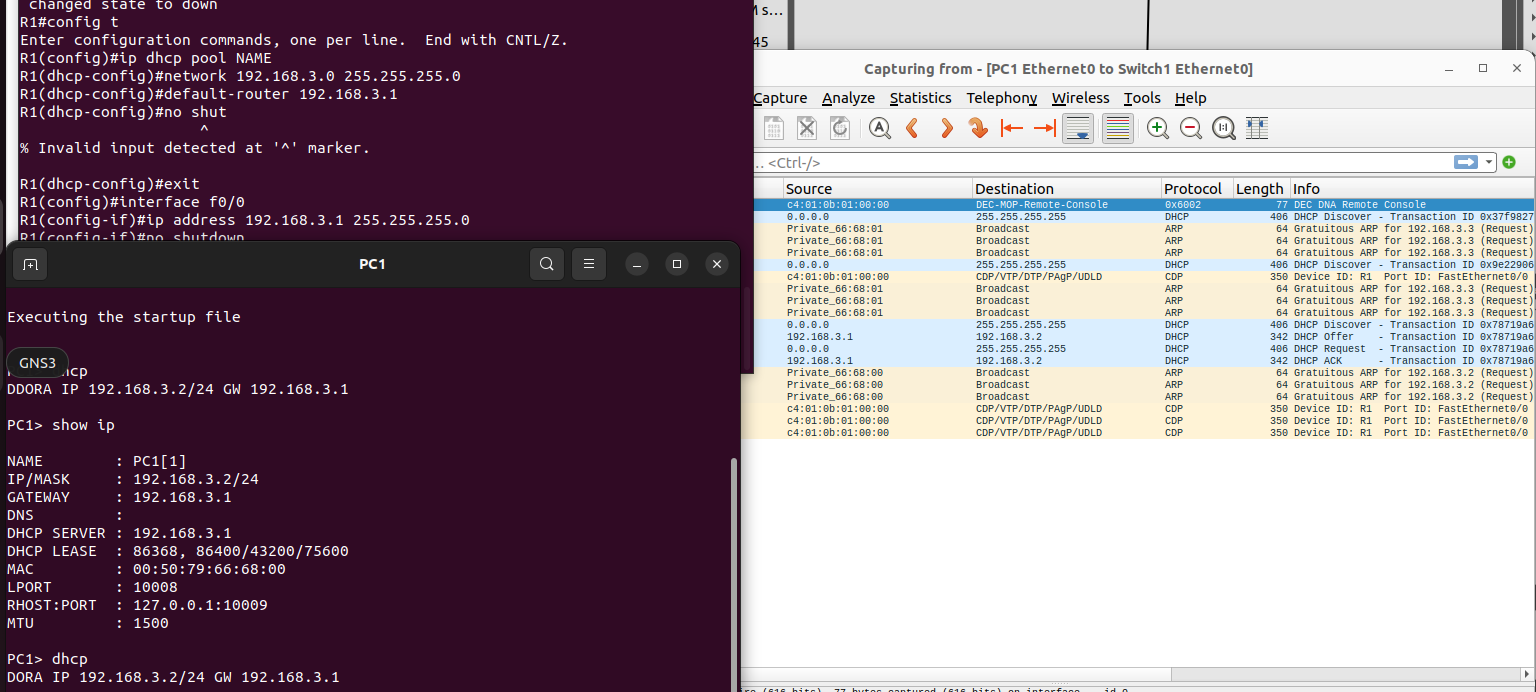 changed state to down
R1#config t
Enter configuration commands, one per line.  End with CNTL/Z.
R1(config)#ip dhcp pool NAME
R1(dhcp-config)#network 192.168.3.0 255.255.255.0
R1(dhcp-config)#default-router 192.168.3.1
R1(dhcp-config)#no shut
^
% Invalid input detected at '^' marker.
R1(dhcp-config)#exit
R1(config)#interface f0/0
R1(config-if)#ip address 192.168.3.1 255.255.255.0
R1(config-if)#no shutdown
PC1
Executing the startup file
GNS3
DDORA IP 192.168.3.2/24 GW 192.168.3.1
PC1> show ip
NAME        : PC1[1]
IP/MASK     : 192.168.3.2/24
GATEWAY     : 192.168.3.1
DNS         :
DHCP SERVER : 192.168.3.1
DHCP LEASE  : 86368, 86400/43200/75600
MAC         : 00:50:79:66:68:00
LPORT       : 10008
RHOST:PORT  : 127.0.0.1:10009
MTU         : 1500
PC1> dhcp
DORA IP 192.168.3.2/24 GW 192.168.3.1
M s...
45
Capturing from - [PC1 Ethernet0 to Switch1 Ethernet0]
Capture Analyze Statistics Telephony Wireless Tools Help
... <Ctrl-/>
Source Destination Protocol Length Info
c4:01:0b:01:00:00 DEC-MOP-Remote-Console 0x6002 77 DEC DNA Remote Console
0.0.0.0 255.255.255.255 DHCP 406 DHCP Discover - Transaction ID 0x37f9827
Private_66:68:01 Broadcast ARP 64 Gratuitous ARP for 192.168.3.3 (Request)
Private_66:68:01 Broadcast ARP 64 Gratuitous ARP for 192.168.3.3 (Request)
Private_66:68:01 Broadcast ARP 64 Gratuitous ARP for 192.168.3.3 (Request)
0.0.0.0 255.255.255.255 DHCP 406 DHCP Discover - Transaction ID 0x9e22906
c4:01:0b:01:00:00 CDP/VTP/DTP/PAgP/UDLD CDP 350 Device ID: R1 Port ID: FastEthernet0/0
Private_66:68:01 Broadcast ARP 64 Gratuitous ARP for 192.168.3.3 (Request)
Private_66:68:01 Broadcast ARP 64 Gratuitous ARP for 192.168.3.3 (Request)
Private_66:68:01 Broadcast ARP 64 Gratuitous ARP for 192.168.3.3 (Request)
0.0.0.0 255.255.255.255 DHCP 406 DHCP Discover - Transaction ID 0x78719a6
192.168.3.1 192.168.3.2 DHCP 342 DHCP Offer - Transaction ID 0x78719a6
0.0.0.0 255.255.255.255 DHCP 406 DHCP Request - Transaction ID 0x78719a6
192.168.3.1 192.168.3.2 DHCP 342 DHCP ACK - Transaction ID 0x78719a6
Private_66:68:00 Broadcast ARP 64 Gratuitous ARP for 192.168.3.2 (Request)
Private_66:68:00 Broadcast ARP 64 Gratuitous ARP for 192.168.3.2 (Request)
Private_66:68:00 Broadcast ARP 64 Gratuitous ARP for 192.168.3.2 (Request)
c4:01:0b:01:00:00 CDP/VTP/DTP/PAgP/UDLD CDP 350 Device ID: R1 Port ID: FastEthernet0/0
c4:01:0b:01:00:00 CDP/VTP/DTP/PAgP/UDLD CDP 350 Device ID: R1 Port ID: FastEthernet0/0
c4:01:0b:01:00:00 CDP/VTP/DTP/PAgP/UDLD CDP 350 Device ID: R1 Port ID: FastEthernet0/0